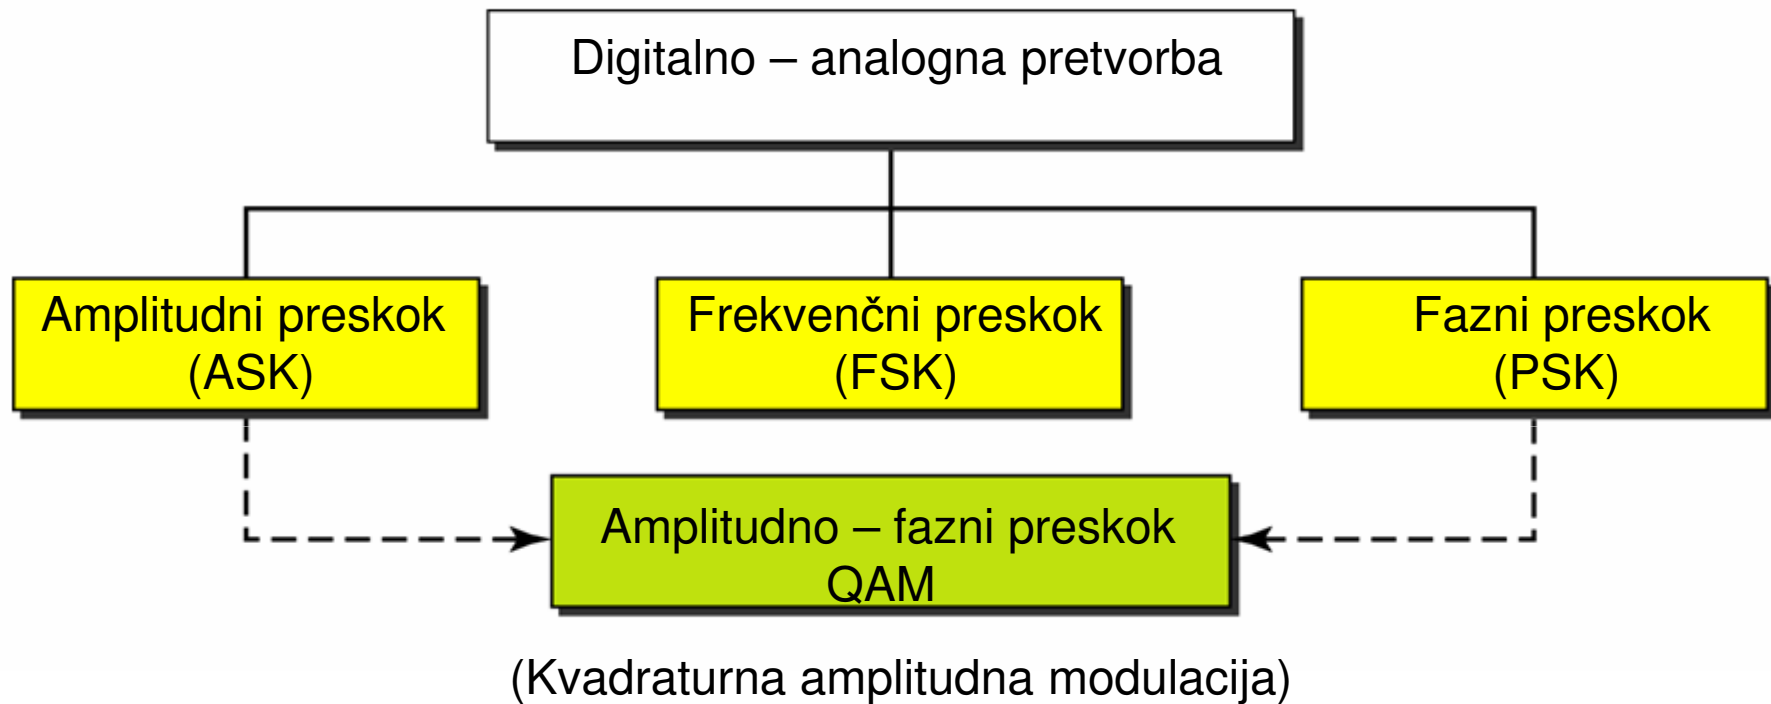 Digitalno – analogna pretvorba
Amplitudni preskok
(ASK)
Frekvenčni preskok
(FSK)
Fazni preskok
(PSK)
Amplitudno – fazni preskok
QAM
(Kvadraturna amplitudna modulacija)